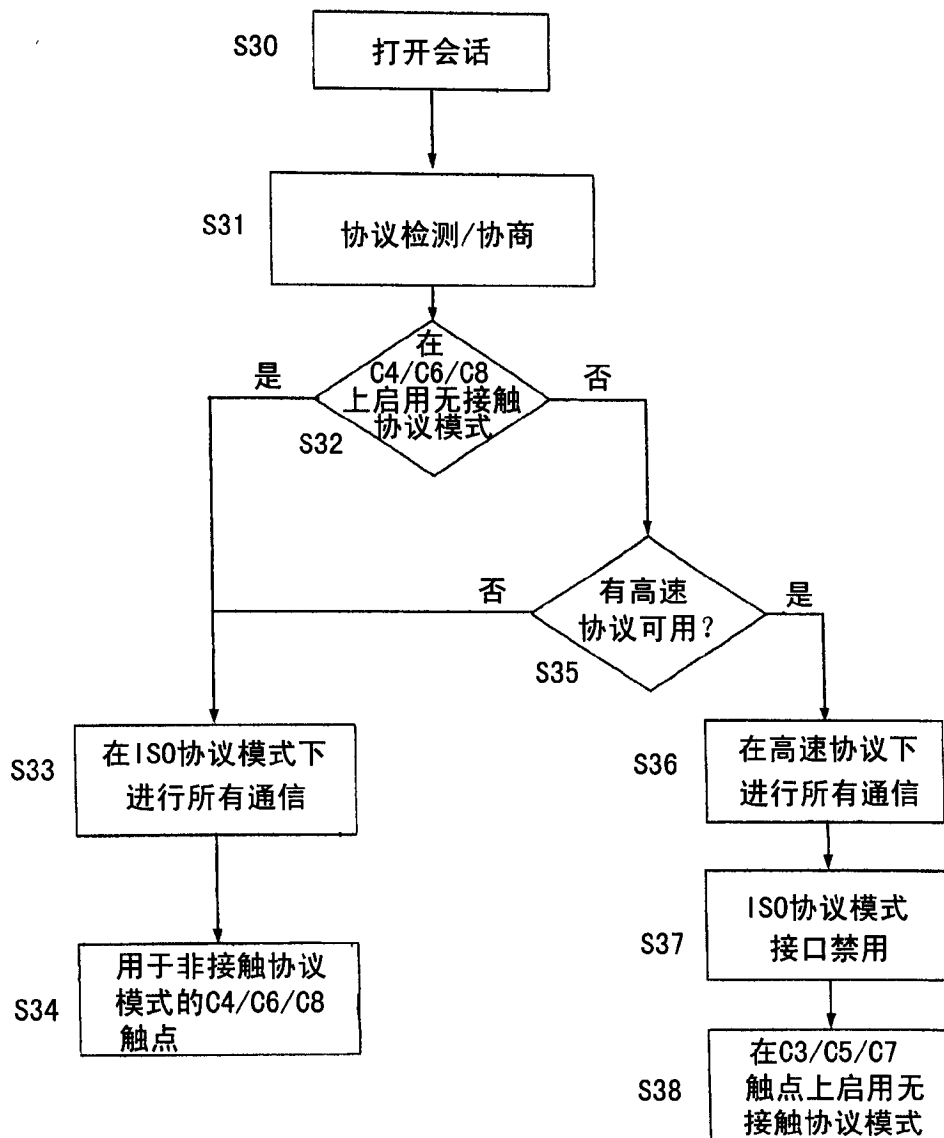 S30
打开会话
S31
协议检测/协商
在
C4/C6/C8
上启用无接触
协议模式
S32
是
否
有高速
协议可用?
S35
否
是
S33
在ISO协议模式下
进行所有通信
S36
在高速协议下
进行所有通信
S34
用于非接触协议
模式的C4/C6/C8
触点
S37
ISO协议模式
接口禁用
S38
在C3/C5/C7
触点上启用无
接触协议模式